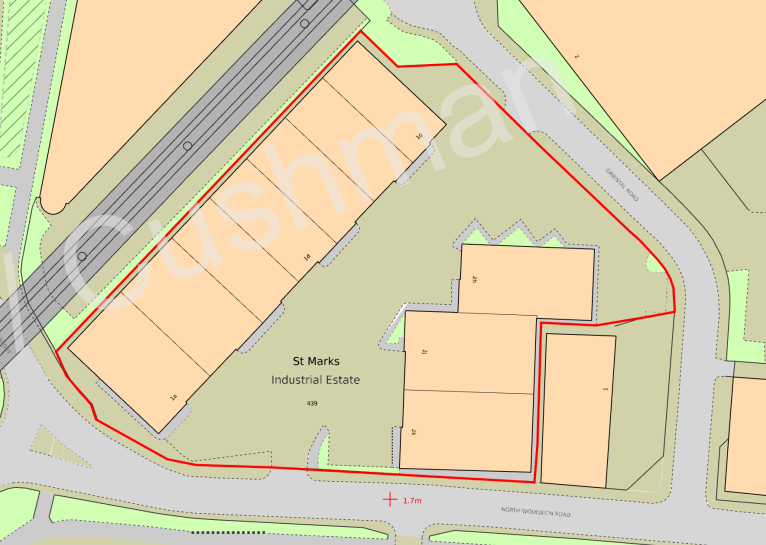 2
10
ORIENTAL ROAD
1d
2h
2j
St Marks
Industrial Estate
439
1
1a
2k
1.7m
NORTH WOOLWICH ROAD
/ Cushman